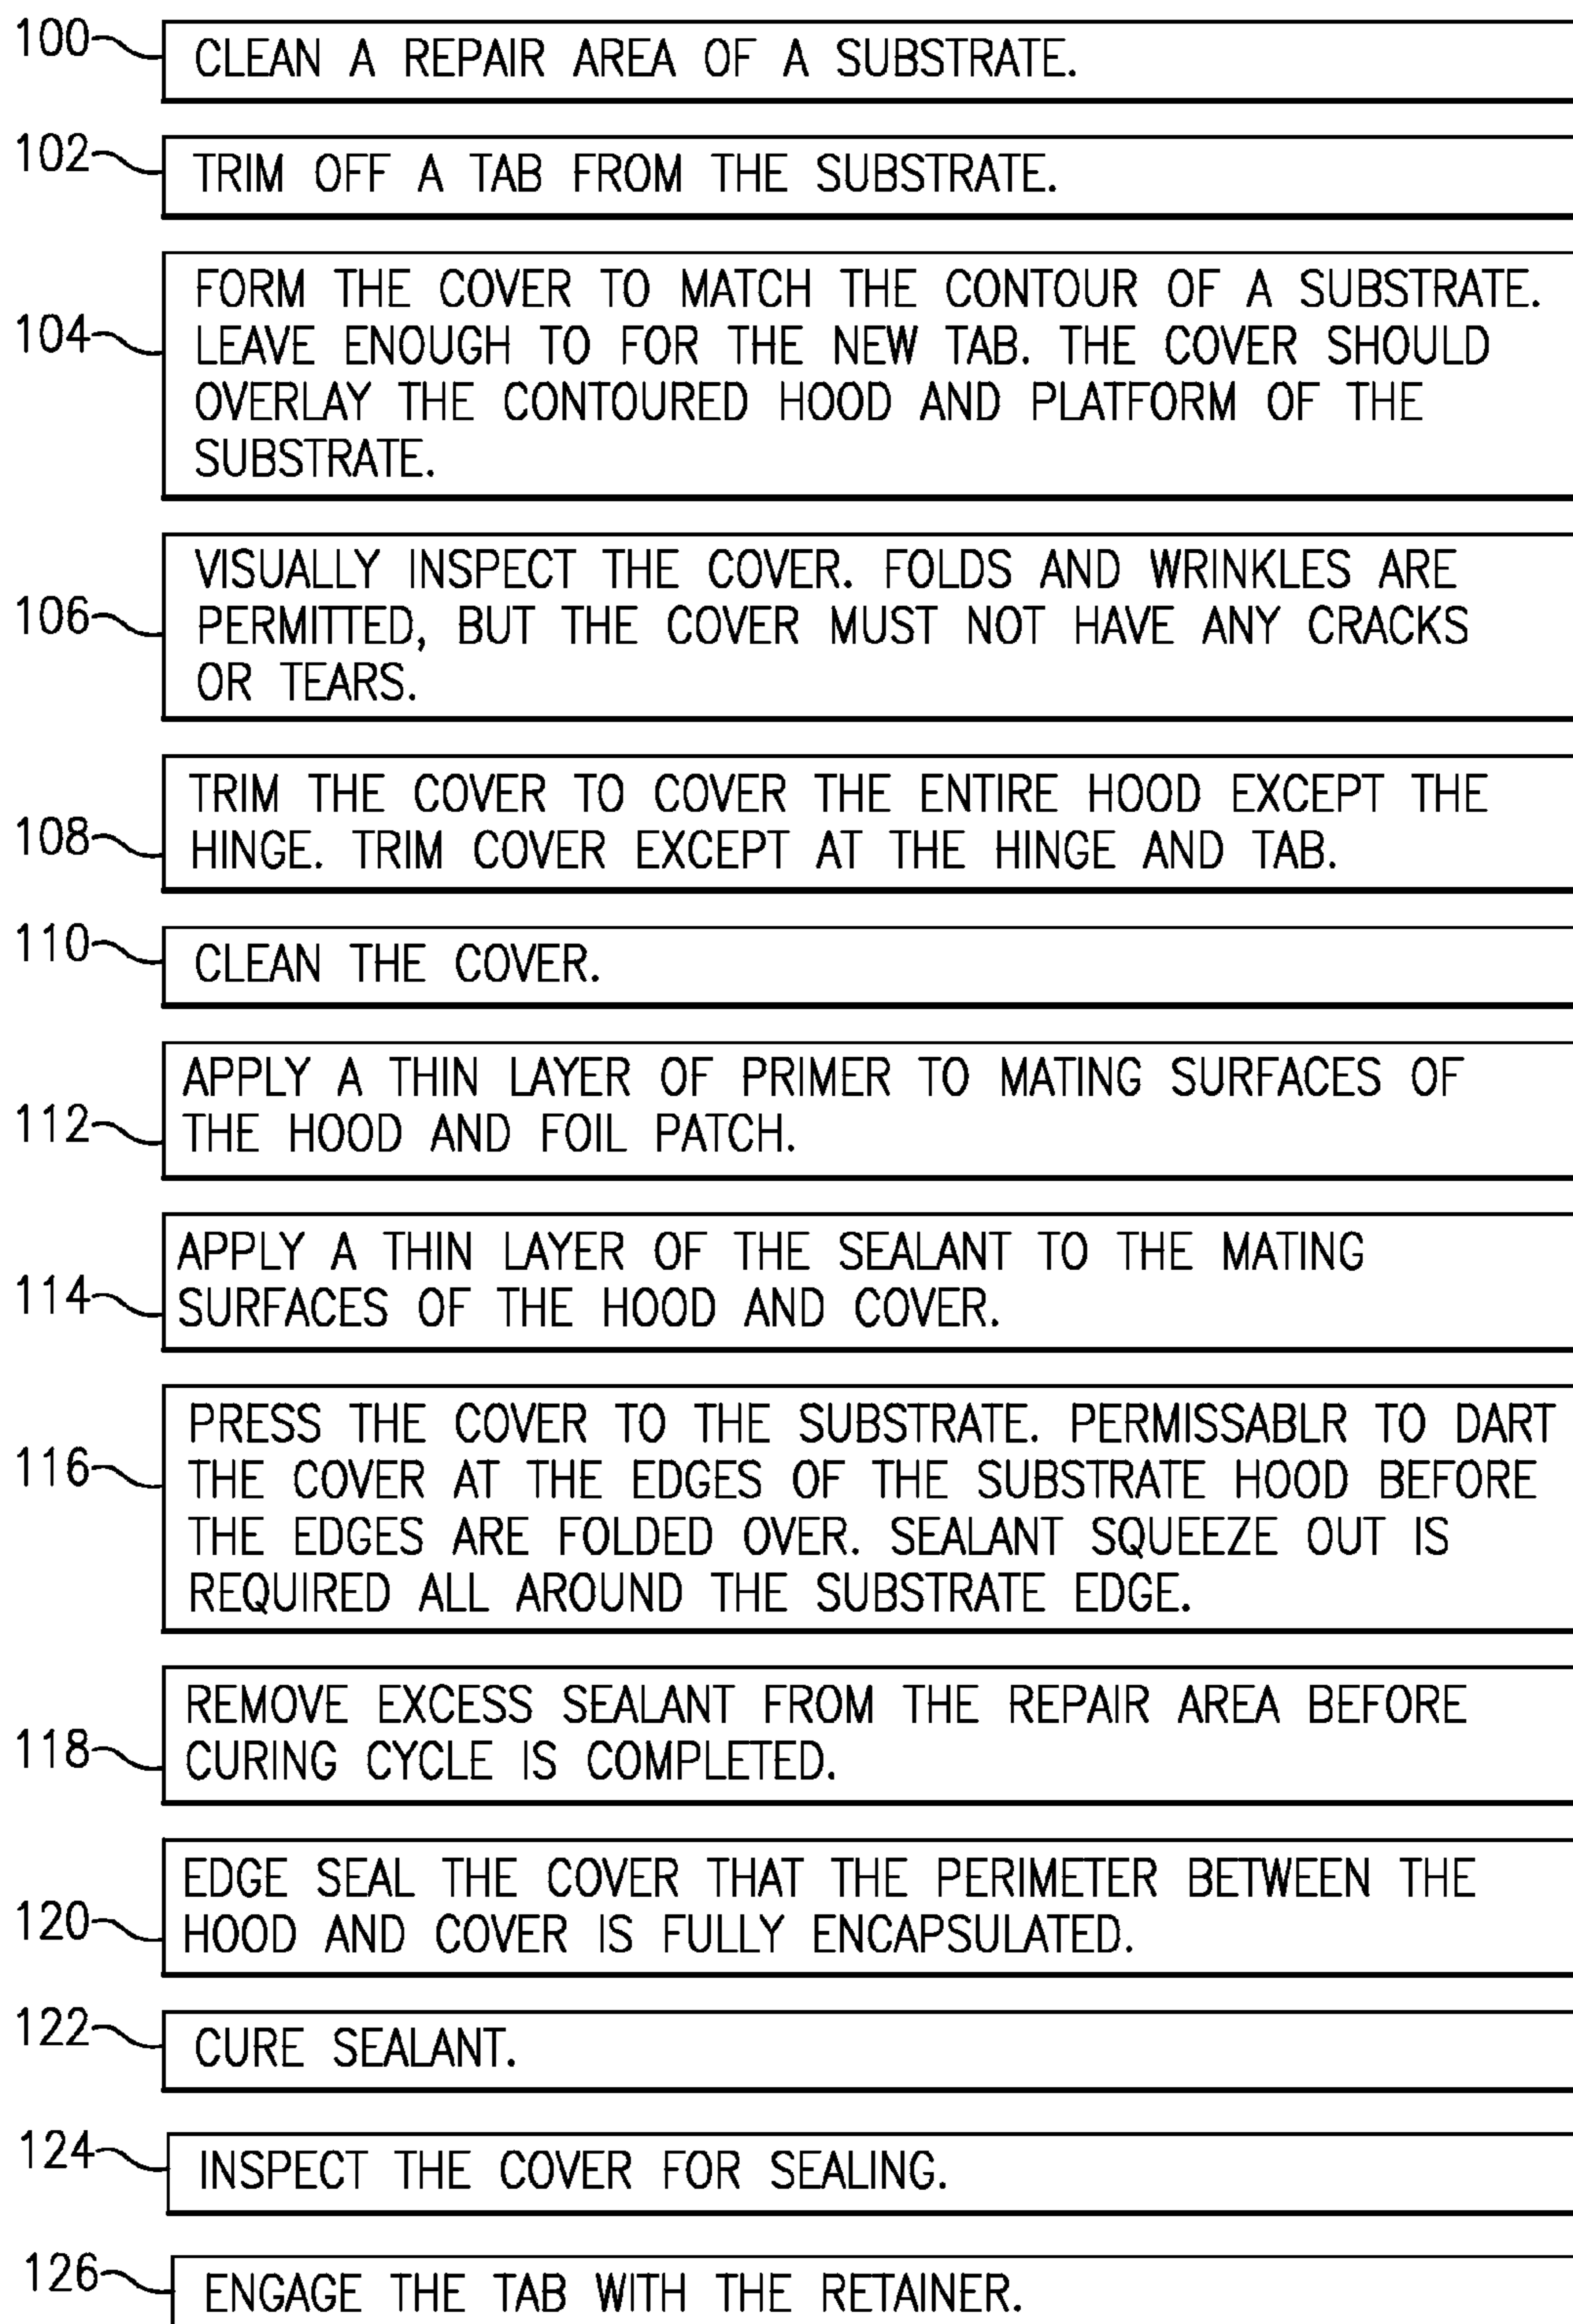 100 CLEAN A REPAIR AREA OF A SUBSTRATE.
102 TRIM OFF A TAB FROM THE SUBSTRATE.
FORM THE COVER TO MATCH THE CONTOUR OF A SUBSTRATE.
104 LEAVE ENOUGH TO FOR THE NEW TAB. THE COVER SHOULD
OVERLAY THE CONTOURED HOOD AND PLATFORM OF THE
SUBSTRATE.
VISUALLY INSPECT THE COVER. FOLDS AND WRINKLES ARE
106 PERMITTED, BUT THE COVER MUST NOT HAVE ANY CRACKS
OR TEARS.
TRIM THE COVER TO COVER THE ENTIRE HOOD EXCEPT THE
108 HINGE. TRIM COVER EXCEPT AT THE HINGE AND TAB.
110 CLEAN THE COVER.
APPLY A THIN LAYER OF PRIMER TO MATING SURFACES OF
112 THE HOOD AND FOIL PATCH.
APPLY A THIN LAYER OF THE SEALANT TO THE MATING
114 SURFACES OF THE HOOD AND COVER.
PRESS THE COVER TO THE SUBSTRATE. PERMISSABLR TO DART
116 THE COVER AT THE EDGES OF THE SUBSTRATE HOOD BEFORE
THE EDGES ARE FOLDED OVER. SEALANT SQUEEZE OUT IS
REQUIRED ALL AROUND THE SUBSTRATE EDGE.
REMOVE EXCESS SEALANT FROM THE REPAIR AREA BEFORE
118 CURING CYCLE IS COMPLETED.
EDGE SEAL THE COVER THAT THE PERIMETER BETWEEN THE
120 HOOD AND COVER IS FULLY ENCAPSULATED.
122 CURE SEALANT.
124 INSPECT THE COVER FOR SEALING.
126 ENGAGE THE TAB WITH THE RETAINER.